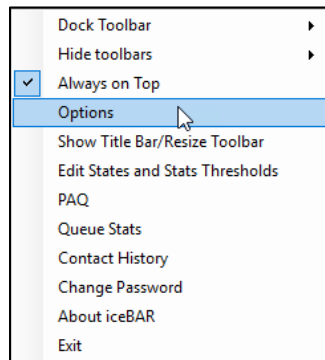 Dock Toolbar
Hide toolbars
Always on Top
Options
Show Title Bar/Resize Toolbar
Edit States and Stats Thresholds
PAQ
Queue Stats
Contact History
Change Password
About iceBAR
Exit